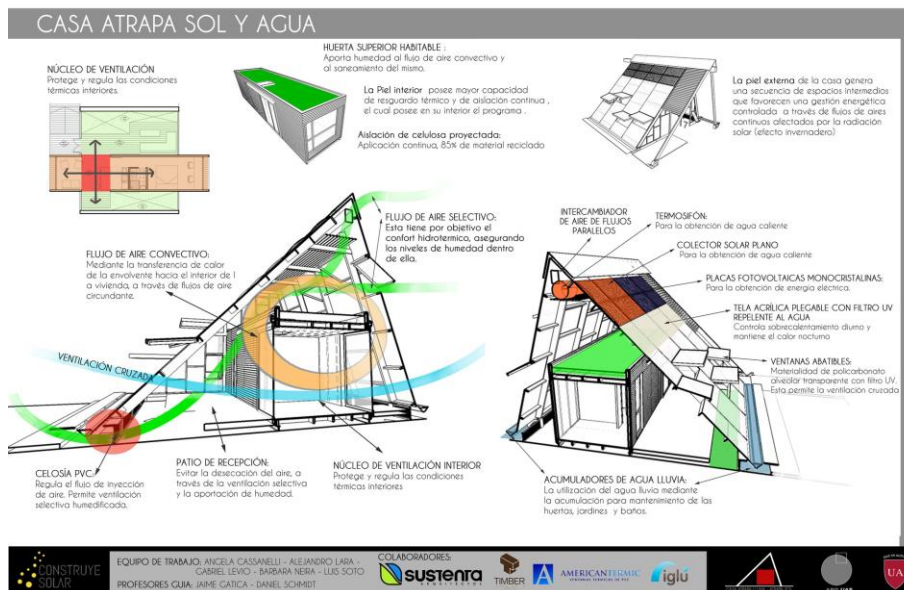 CASA ATRAPA SOL Y AGUA
NÚCLEO DE VENTILACIÓN
Protege y regula las condiciones
térmicas interiores.
HUERTA SUPERIOR HABITABLE :
Aporta humedad al flujo de aire convectivo y
al saneamiento del mismo.
La Piel interior posee mayor capacidad
de resguardo térmico y de aislación continua ,
el cual posee en su interior el programa .
Aislación de celulosa proyectada:
Aplicación continua, 85% de material reciclado
La piel externa de la casa genera
una secuencia de espacios intermedios
que favorecen una gestión energética
controlada a través de flujos de aires
continuos afectados por la radiación
solar (efecto invernadero)
FLUJO DE AIRE CONVECTIVO:
Mediante la transferencia de calor
de la envolvente hacia el interior de l
a vivienda, a través de flujos de aire
circundante.
FLUJO DE AIRE SELECTIVO:
Esta tiene por objetivo el
confort hidrotermico, asegurando
los niveles de humedad dentro
de ella.
VENTILACIÓN CRUZADA
CELOSÍA PVC:
Regula el flujo de inyección
de aire. Permite ventilación
selectiva humedificada.
PATIO DE RECEPCIÓN:
Evitar la desecación del aire, a
través de la ventilación selectiva
y la aportación de humedad.
NÚCLEO DE VENTILACIÓN INTERIOR
Protege y regula las condiciones
térmicas interiores
INTERCAMBIADOR
DE AIRE DE FLUJOS
PARALELOS
TERMOSIFÓN:
Para la obtención de agua caliente
COLECTOR SOLAR PLANO
Para la obtención de agua caliente
PLACAS FOTOVOLTAICAS MONOCRISTALINAS:
Para la obtención de energía eléctrica.
TELA ACRÍLICA PLEGABLE CON FILTRO UV
REPELENTE AL AGUA
Controla sobrecalentamiento diurno y
mantiene el calor nocturno
VENTANAS ABATIBLES:
Materialidad de policarbonato
alveolar transparente con filtro UV.
Esta permite la ventilación cruzada
ACUMULADORES DE AGUA LLUVIA:
La utilización del agua lluvia mediante
la acumulación para mantenimiento de las
huertas, jardines y baños.
CONSTRUYE
SOLAR
EQUIPO DE TRABAJO: ANGELA CASSANELLI - ALEJANDRO LARA -
GABRIEL LEVIO - BARBARA NEIRA - LUIS SOTO
PROFESORES GUIA: JAIME GATICA - DANIEL SCHMIDT
COLABORADORES:
sustenta
ARQUITECTOS
TIMBER
AMERICANTERMIC
iglú
UA